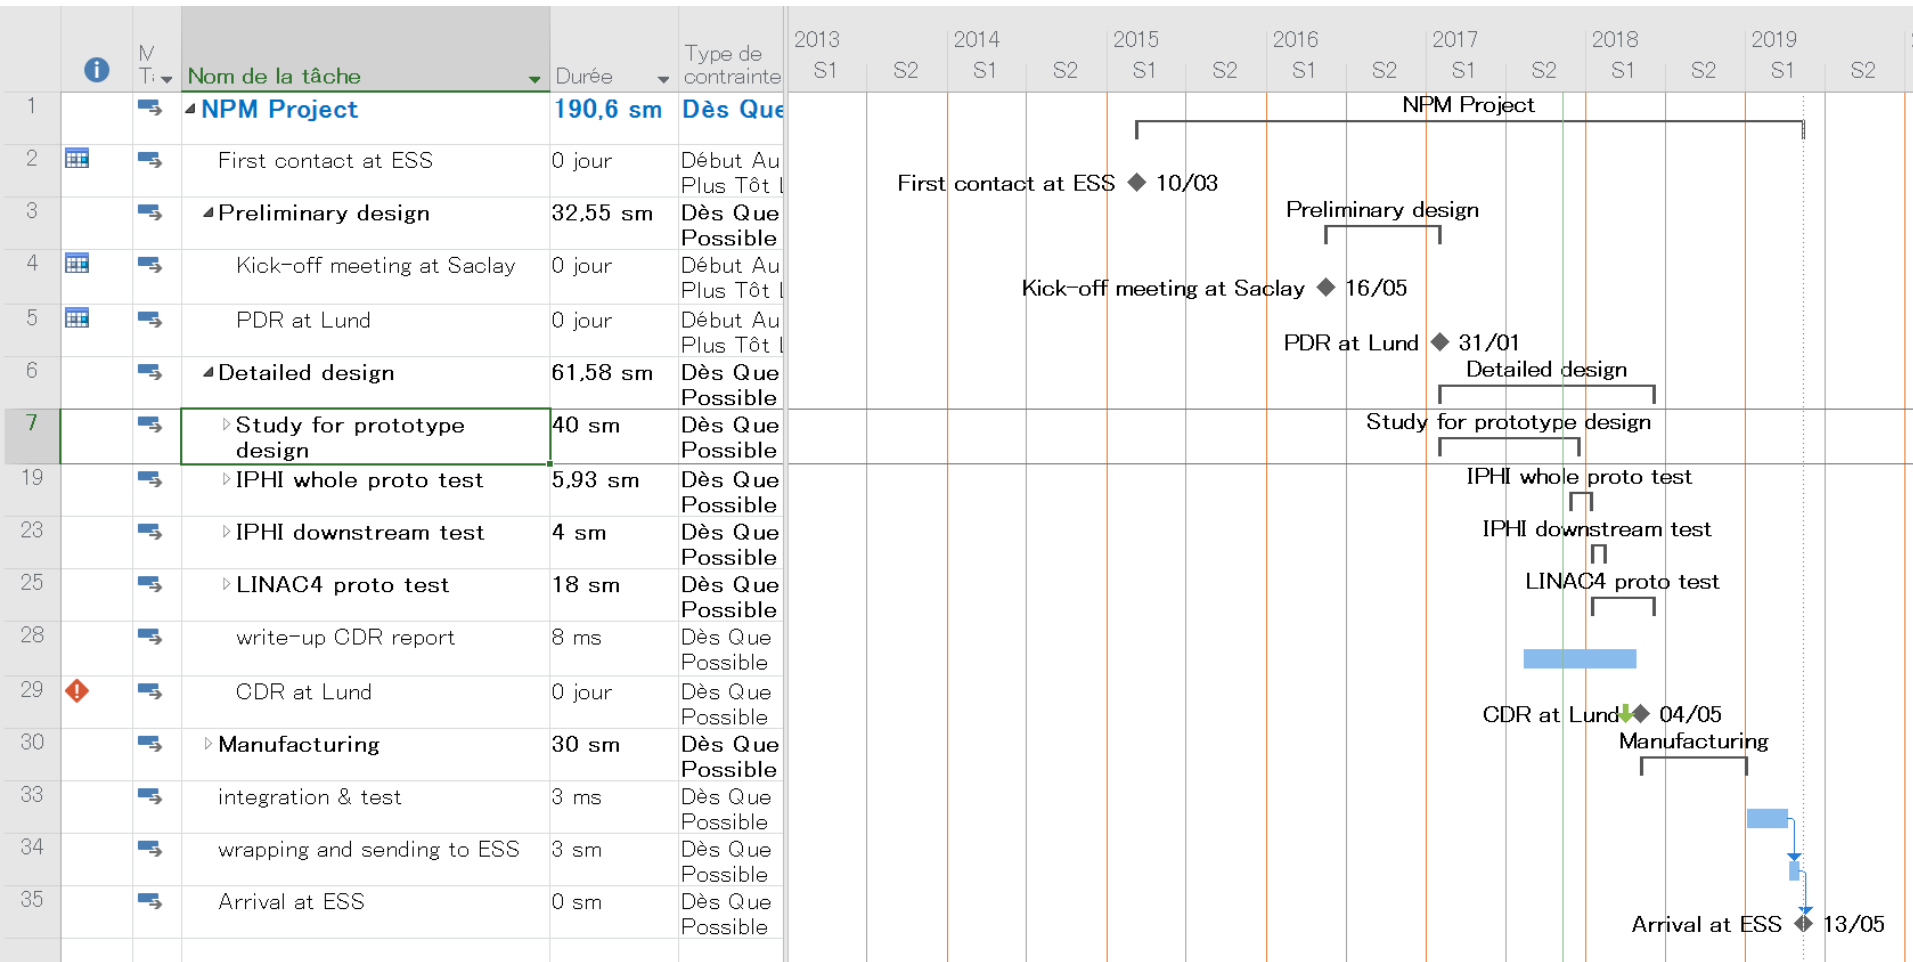 2013 2014 2015 2016 2017 2018 2019
M
Type de
T: Nom de la tâche Durée contrainte
S1 S2 S1 S2 S1 S2 S1 S2 S1 S2 S1 S2 S1 S2
1 NPM Project 190,6 sm Dès Que
NPM Project
2 First contact at ESS 0 jour Début Au
Plus Tôt L
First contact at ESS 10/03
3 Preliminary design 32,55 sm Dès Que
Possible
Preliminary design
4 Kick-off meeting at Saclay 0 jour Début Au
Plus Tôt L
Kick-off meeting at Saclay 16/05
5 PDR at Lund 0 jour Début Au
Plus Tôt L
PDR at Lund 31/01
6 Detailed design 61,58 sm Dès Que
Possible
Detailed design
7 Study for prototype 40 sm Dès Que
design Possible
Study for prototype design
19 IPHI whole proto test 5,93 sm Dès Que
Possible
IPHI whole proto test
23 IPHI downstream test 4 sm Dès Que
Possible
IPHI downstream test
25 LINAC4 proto test 18 sm Dès Que
Possible
LINAC4 proto test
28 write-up CDR report 8 ms Dès Que
Possible
29 CDR at Lund 0 jour Dès Que
Possible
CDR at Lund 04/05
30 Manufacturing 30 sm Dès Que
Possible
Manufacturing
33 integration & test 3 ms Dès Que
Possible
34 wrapping and sending to ESS 3 sm Dès Que
Possible
35 Arrival at ESS 0 sm Dès Que
Possible
Arrival at ESS 13/05